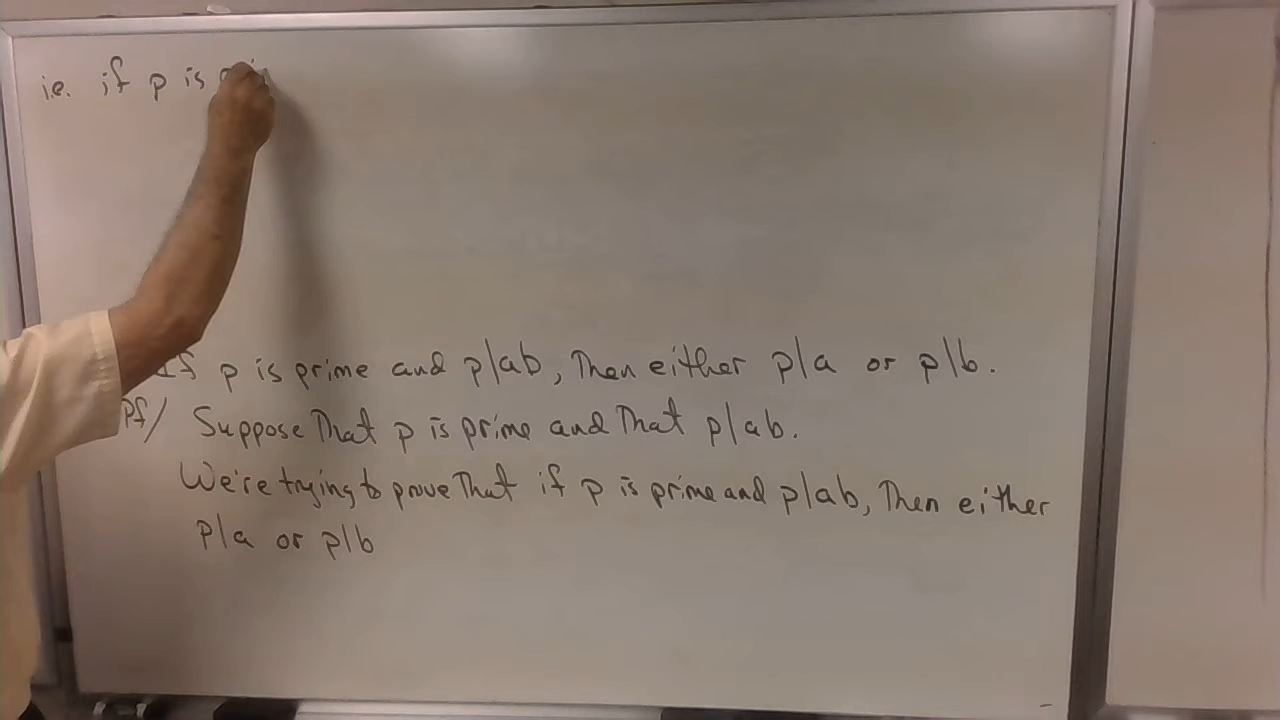 i.e. if p is
If p is prime and p|ab, Then either p|a or p|b.
Pf/ Suppose That p is prime and That p|ab.
We're trying to prove That if p is prime and p|ab, Then either
p|a or p|b